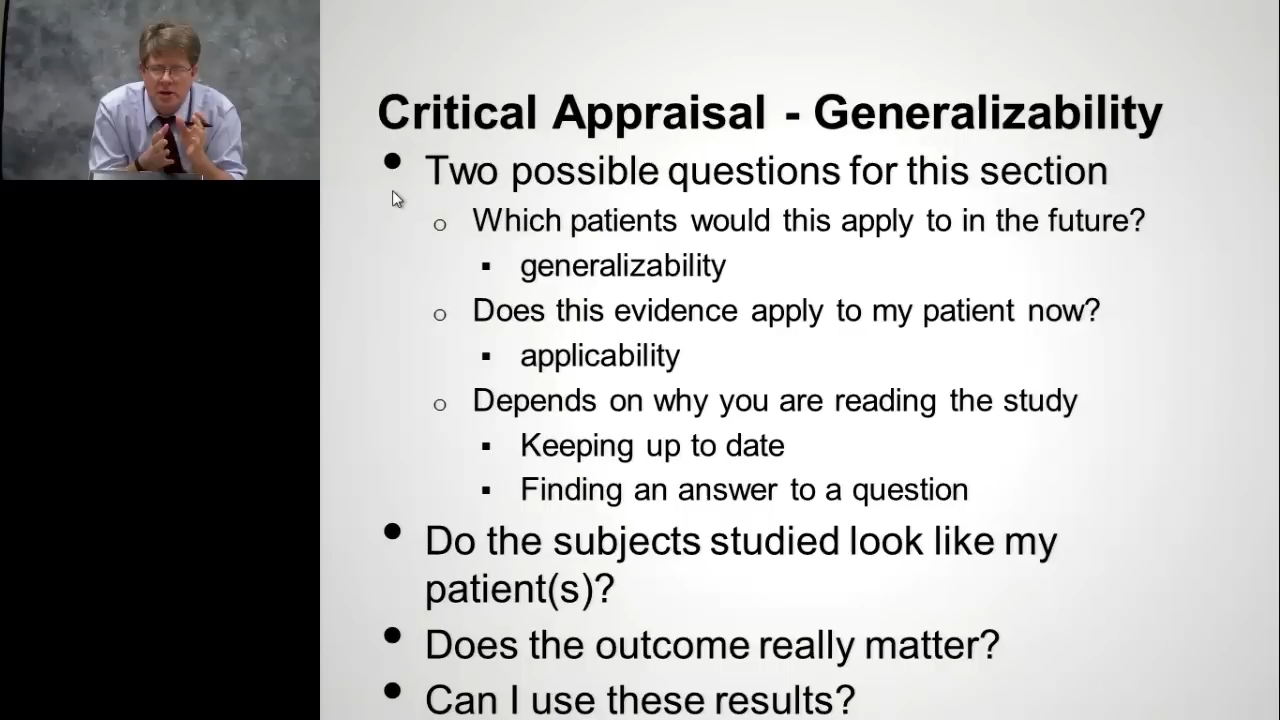 Critical Appraisal - Generalizability
• Two possible questions for this section
o Which patients would this apply to in the future?
▪ generalizability
o Does this evidence apply to my patient now?
▪ applicability
o Depends on why you are reading the study
▪ Keeping up to date
▪ Finding an answer to a question
• Do the subjects studied look like my
patient(s)?
• Does the outcome really matter?
• Can I use these results?